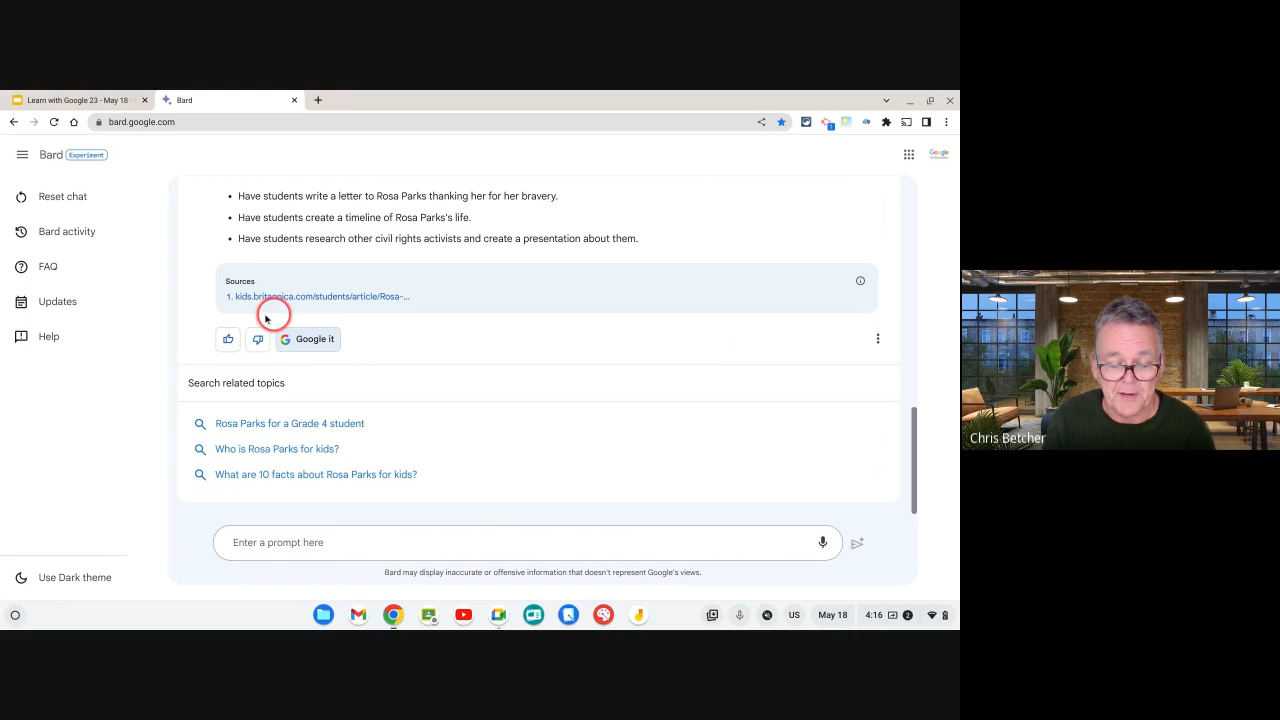 Learn with Google 23 - May 18 -
Bard
bard.google.com
Bard Experiment
Reset chat
Bard activity
FAQ
Updates
Help
Have students write a letter to Rosa Parks thanking her for her bravery.
Have students create a timeline of Rosa Parks's life.
Have students research other civil rights activists and create a presentation about them.
Sources
1. kids.britannica.com/students/article/Rosa-...
Google it
Search related topics
Rosa Parks for a Grade 4 student
Who is Rosa Parks for kids?
What are 10 facts about Rosa Parks for kids?
Enter a prompt here
Bard may display inaccurate or offensive information that doesn't represent Google's views.
Use Dark theme
US
May 18
4:16
2
Chris Betcher